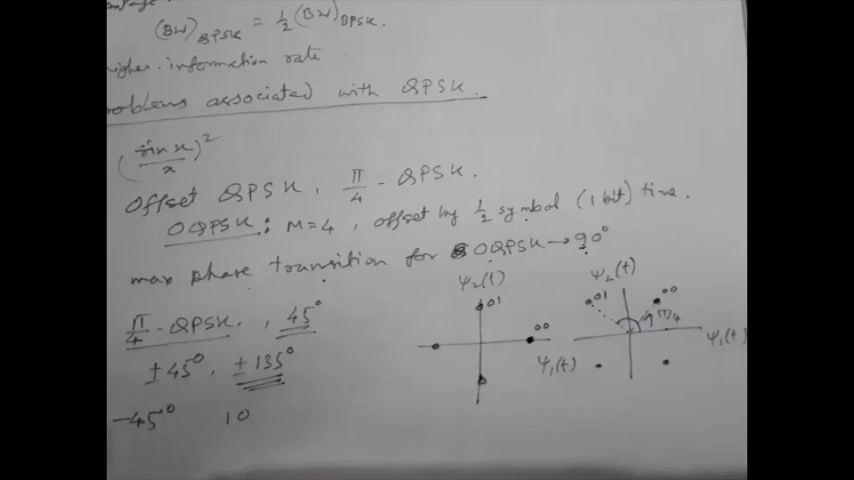 (BW)QPSK = 1/2 (BW)BPSK.
higher information rate
problems associated with QPSK.
(sin x / x)²
Offset QPSK, π/4 - QPSK.
OQPSK: M=4, offset by 1/2 symbol (1 bit) time.
max phase transition for OQPSK → 90°
π/4 - QPSK. , 45°
±45°, ±135°
-45° 10
ψ₂(t)
01
00
ψ₁(t)
ψ₂(t)
01
00
π/4
ψ₁(t)